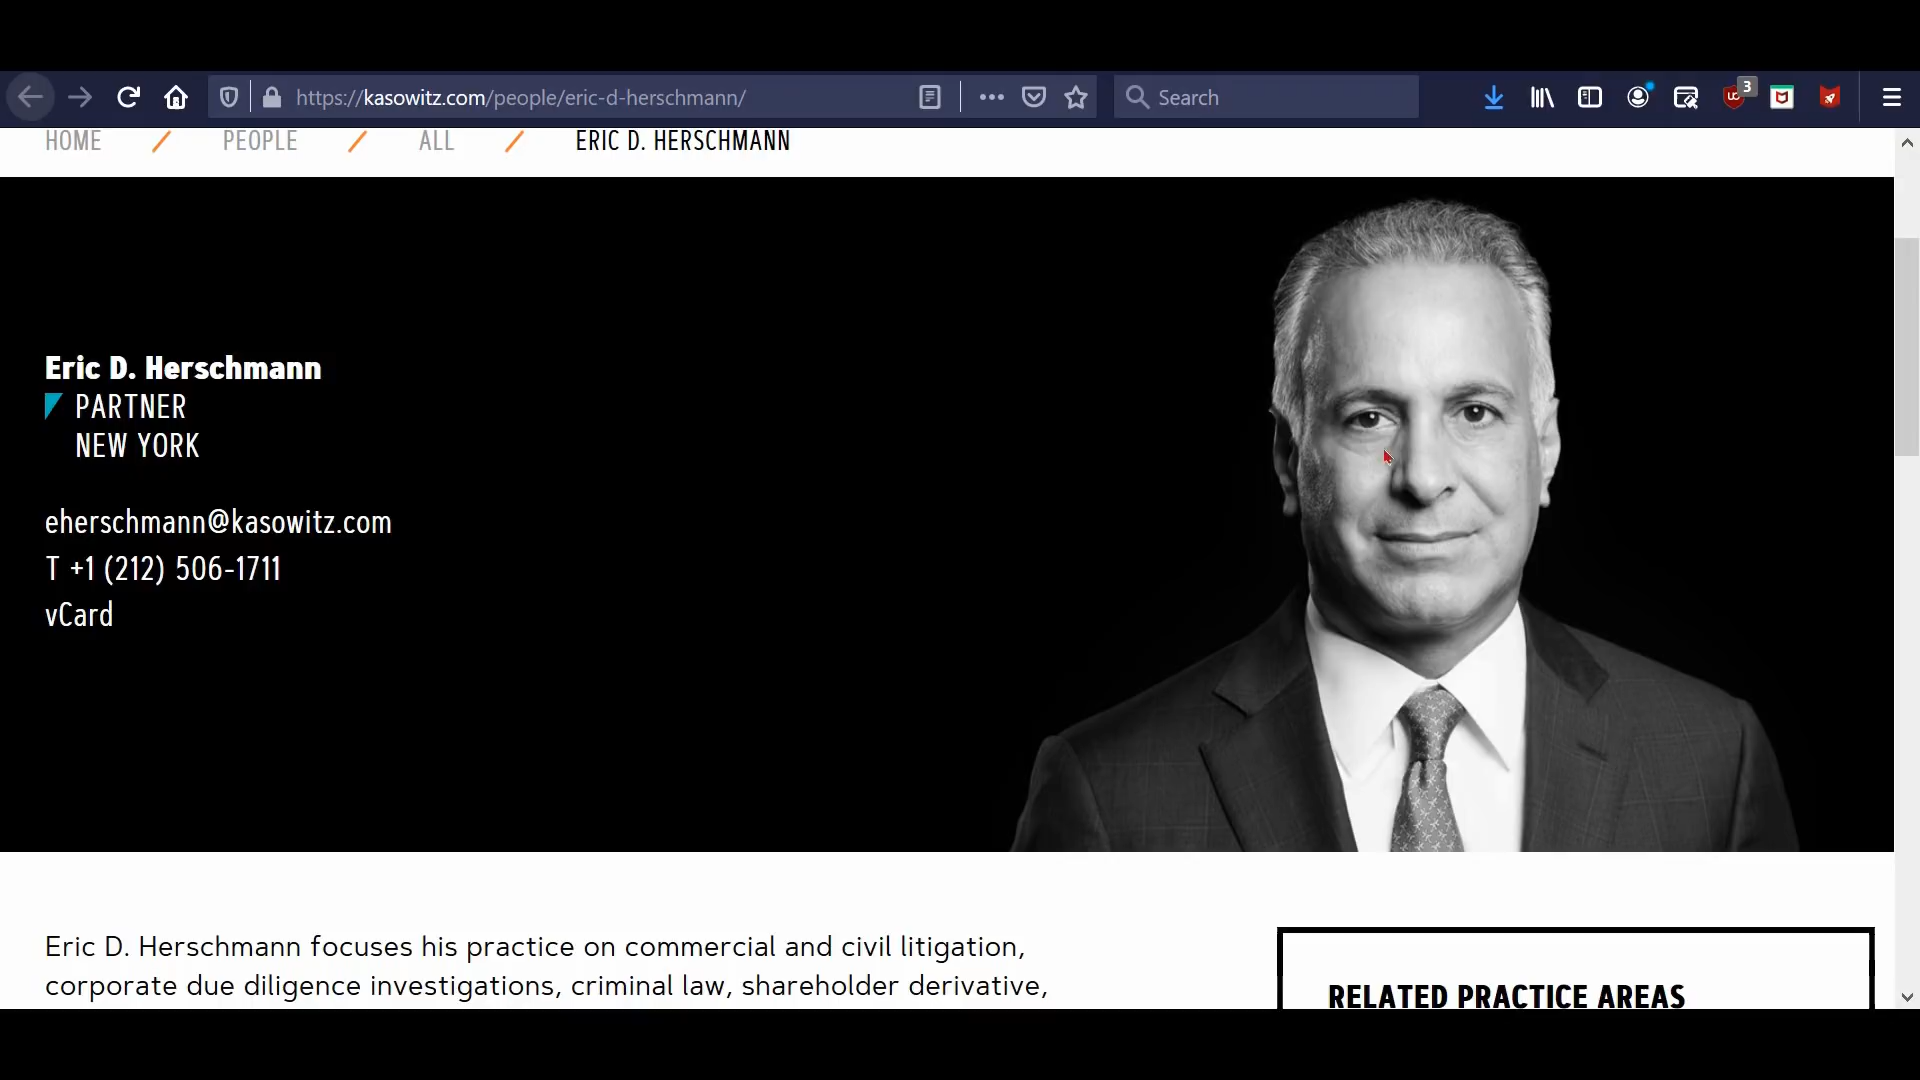 https://kasowitz.com/people/eric-d-herschmann/
Search
3
HOME / PEOPLE / ALL / ERIC D. HERSCHMANN
Eric D. Herschmann
PARTNER
NEW YORK
eherschmann@kasowitz.com
T +1 (212) 506-1711
vCard
Eric D. Herschmann focuses his practice on commercial and civil litigation,
corporate due diligence investigations, criminal law, shareholder derivative,
RELATED PRACTICE AREAS